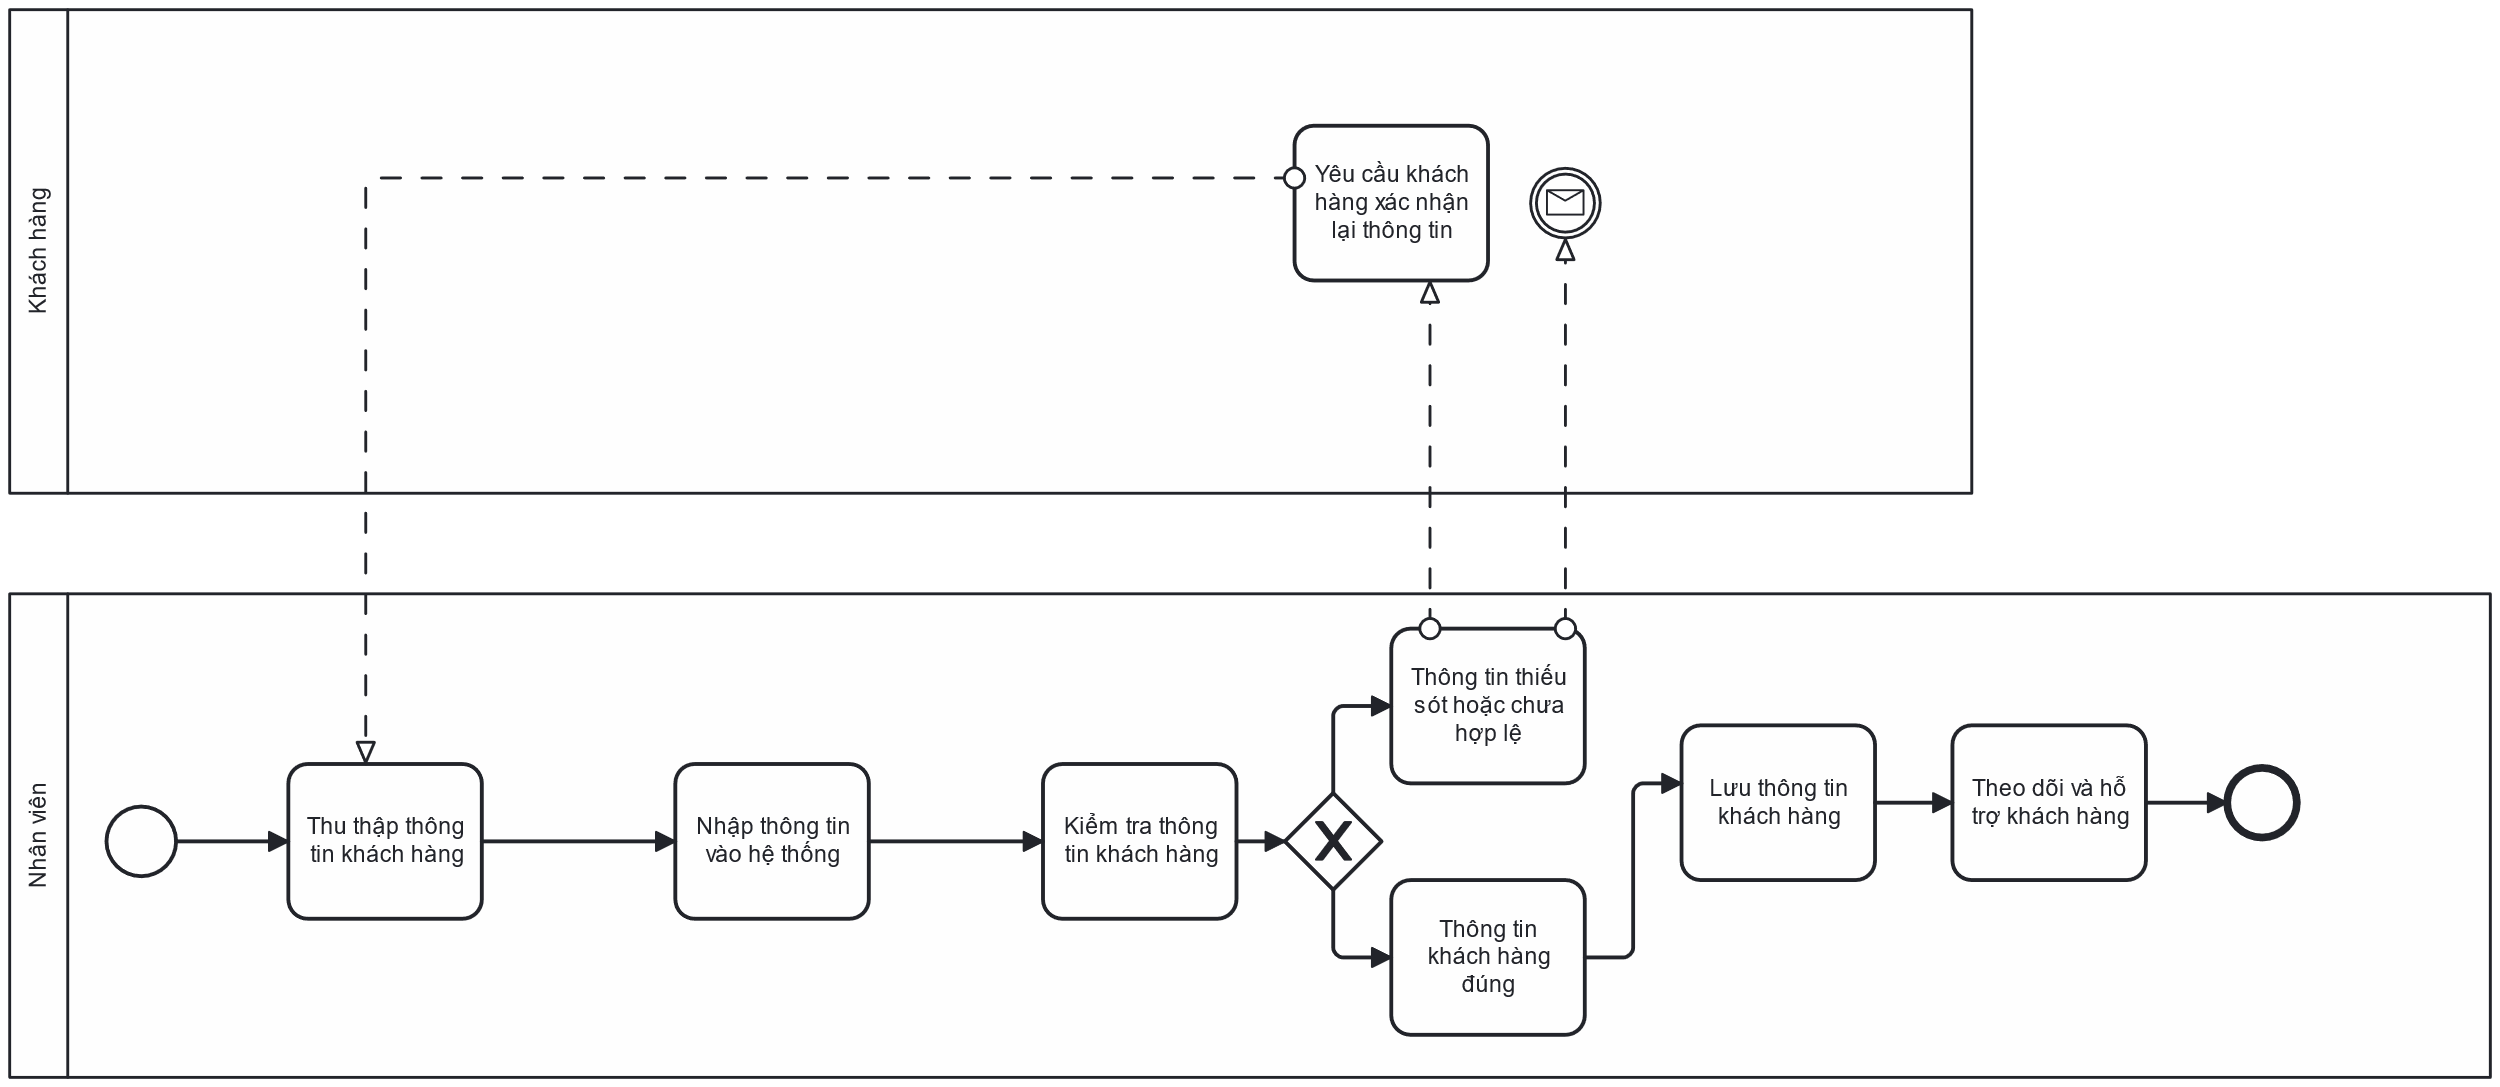 Khách hàng
Yêu cầu khách
hàng xác nhận
lại thông tin
Nhân viên
Thu thập thông
tin khách hàng
Nhập thông tin
vào hệ thống
Kiểm tra thông
tin khách hàng
X
Thông tin thiếu
sót hoặc chưa
hợp lệ
Thông tin
khách hàng
đúng
Lưu thông tin
khách hàng
Theo dõi và hỗ
trợ khách hàng